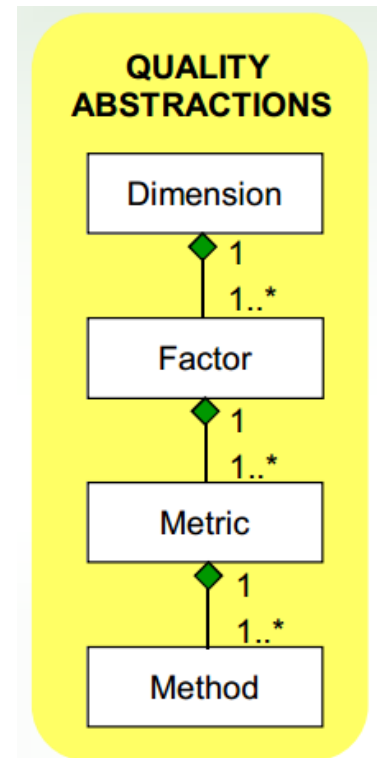 QUALITY
ABSTRACTIONS
Dimension
1
1..*
Factor
1
1..*
Metric
1
1..*
Method